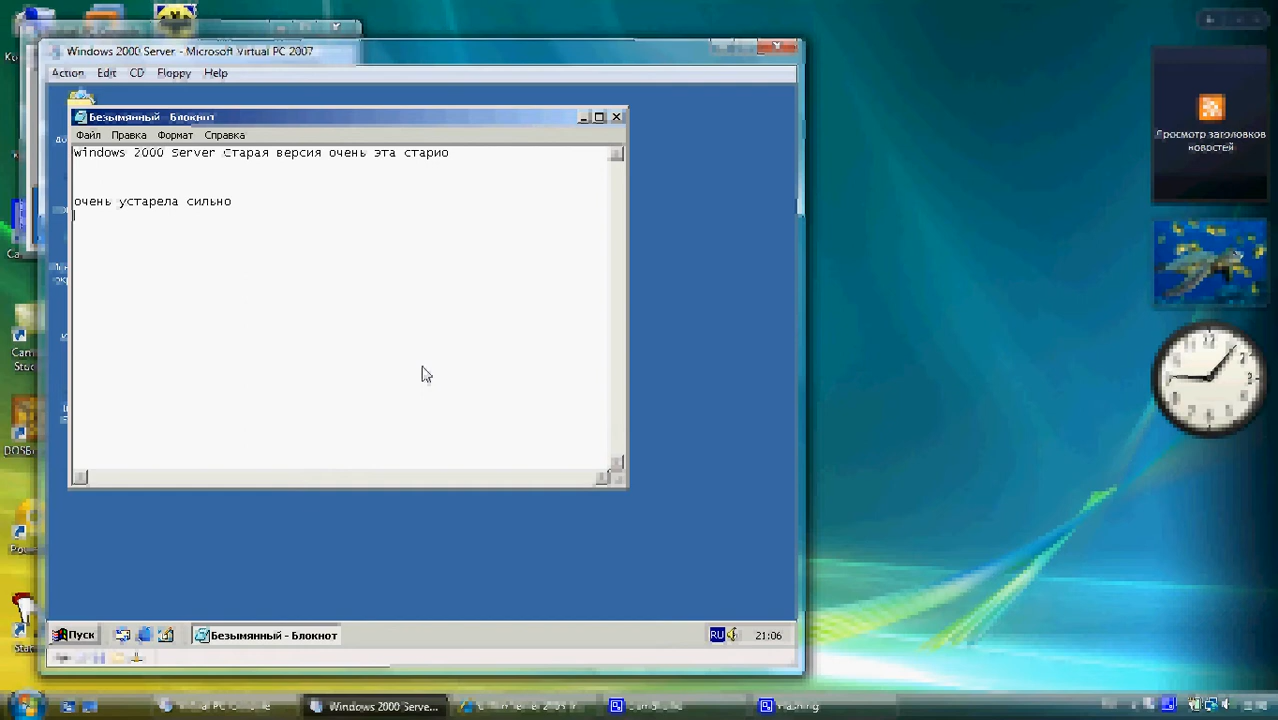 Windows 2000 Server - Microsoft Virtual PC 2007
Action Edit CD Floppy Help
Безымянный - Блокнот
Файл Правка Формат Справка
Windows 2000 Server Старая версия очень эта старио
очень устарела сильно
Просмотр заголовков
новостей
Пуск
Безымянный - Блокнот
RU
21:06
Windows 2000 Serve...